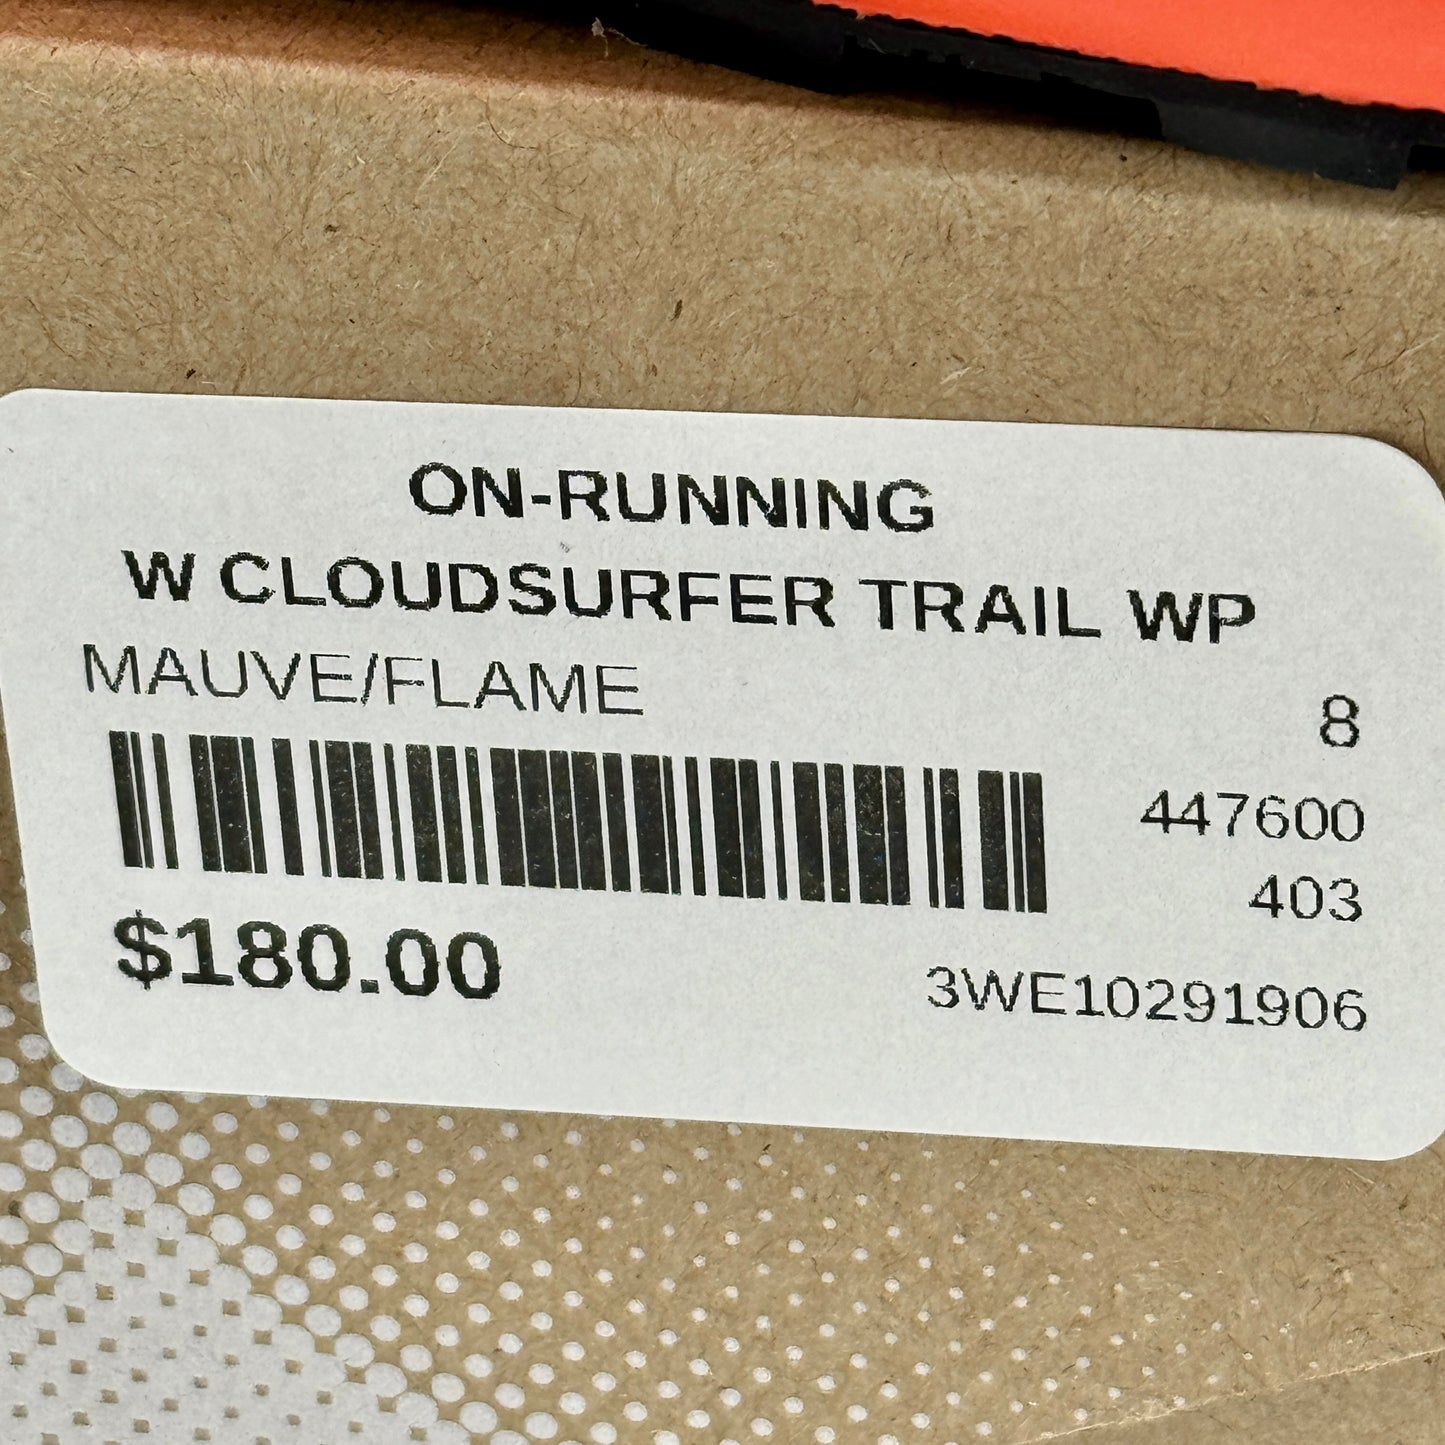 ON-RUNNING
W CLOUDSURFER TRAIL WP
MAUVE/FLAME
8
447600
403
$180.00
3WE10291906